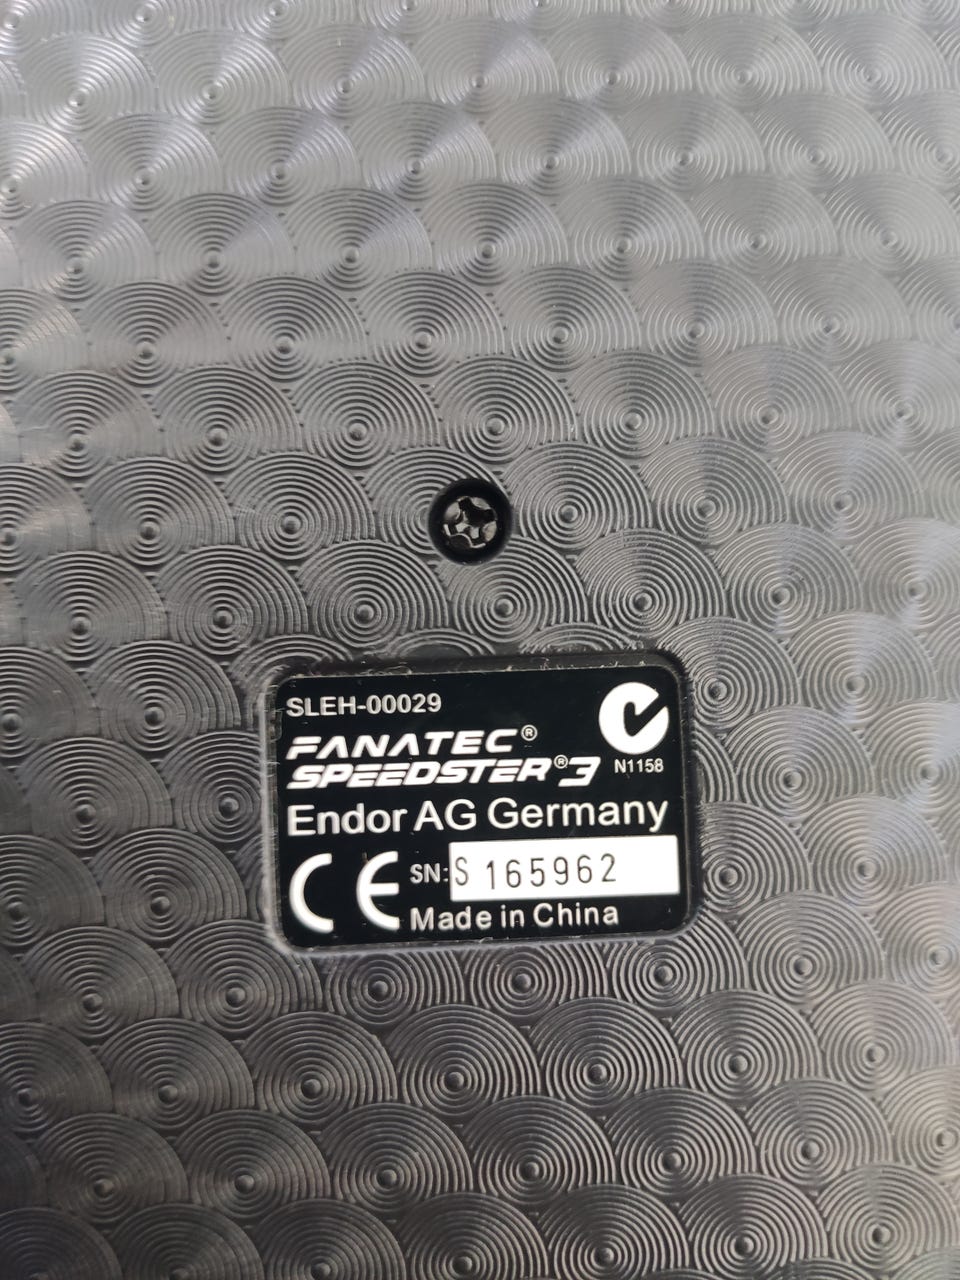 SLEH-00029
FANATEC®
SPEEDSTER®3
N1158
Endor AG Germany
CE SN: S 165962
Made in China